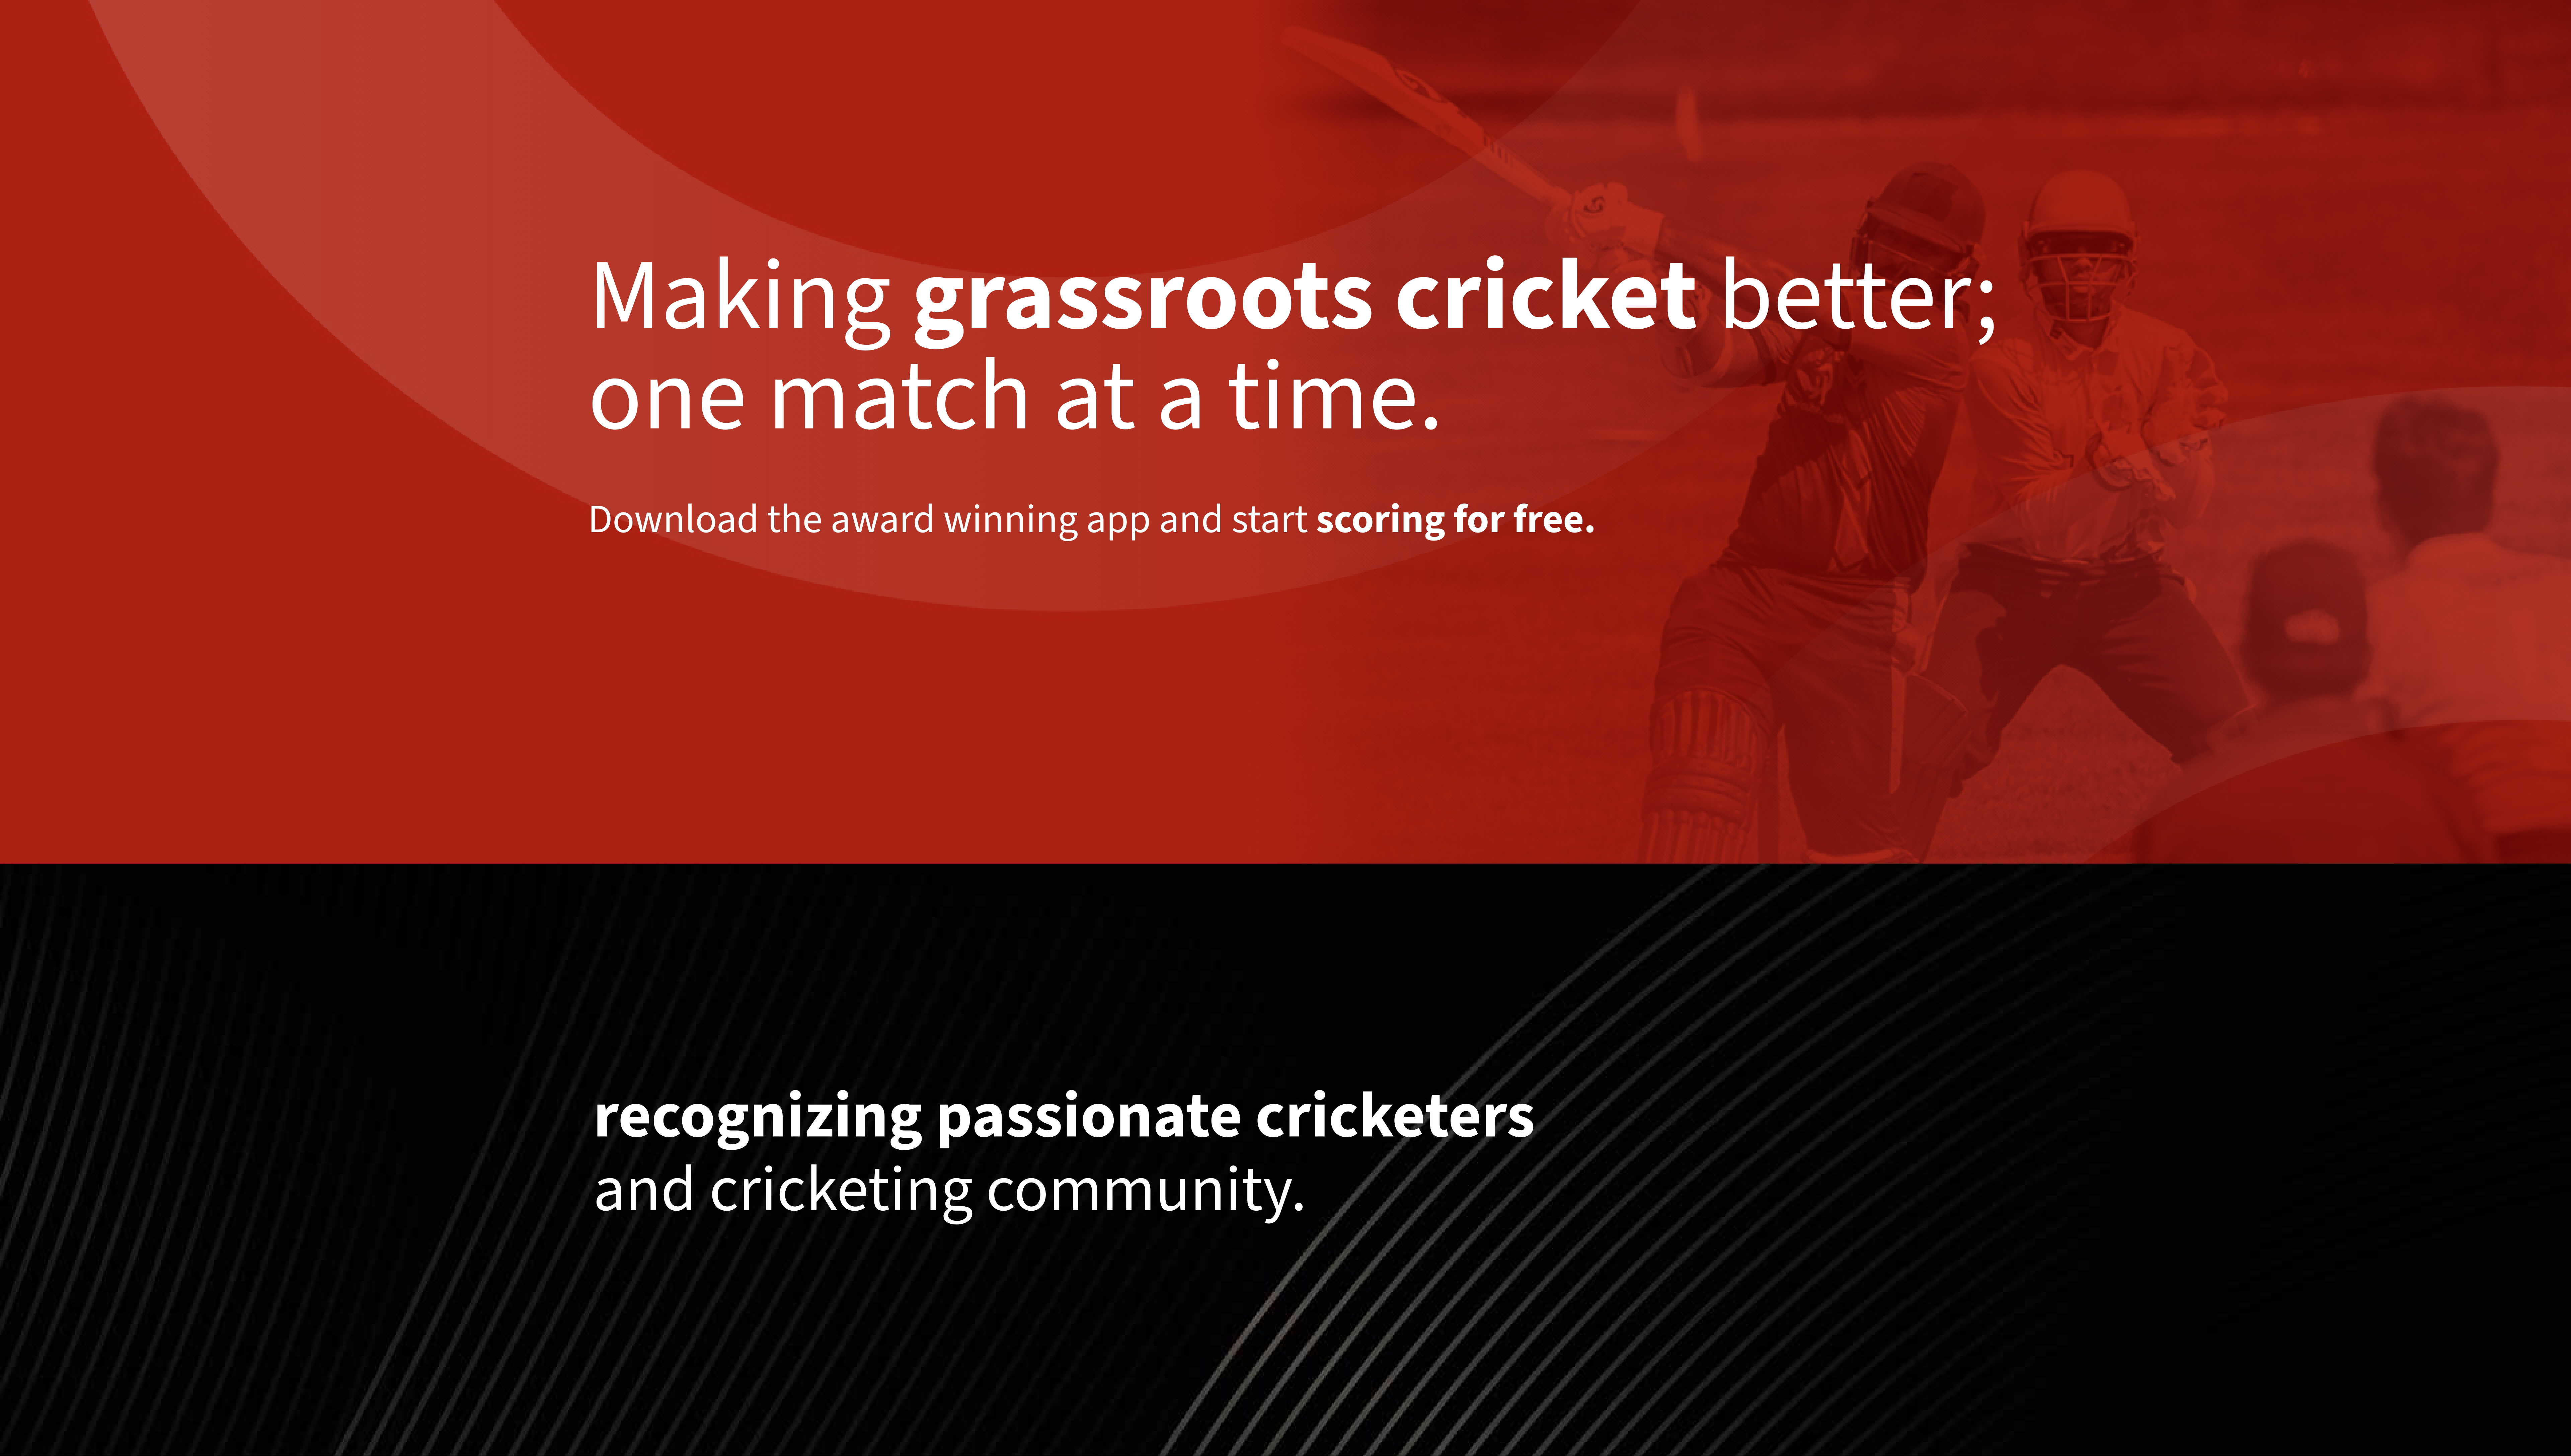 Making grassroots cricket better;
one match at a time.
Download the award winning app and start scoring for free.
recognizing passionate cricketers
and cricketing community.